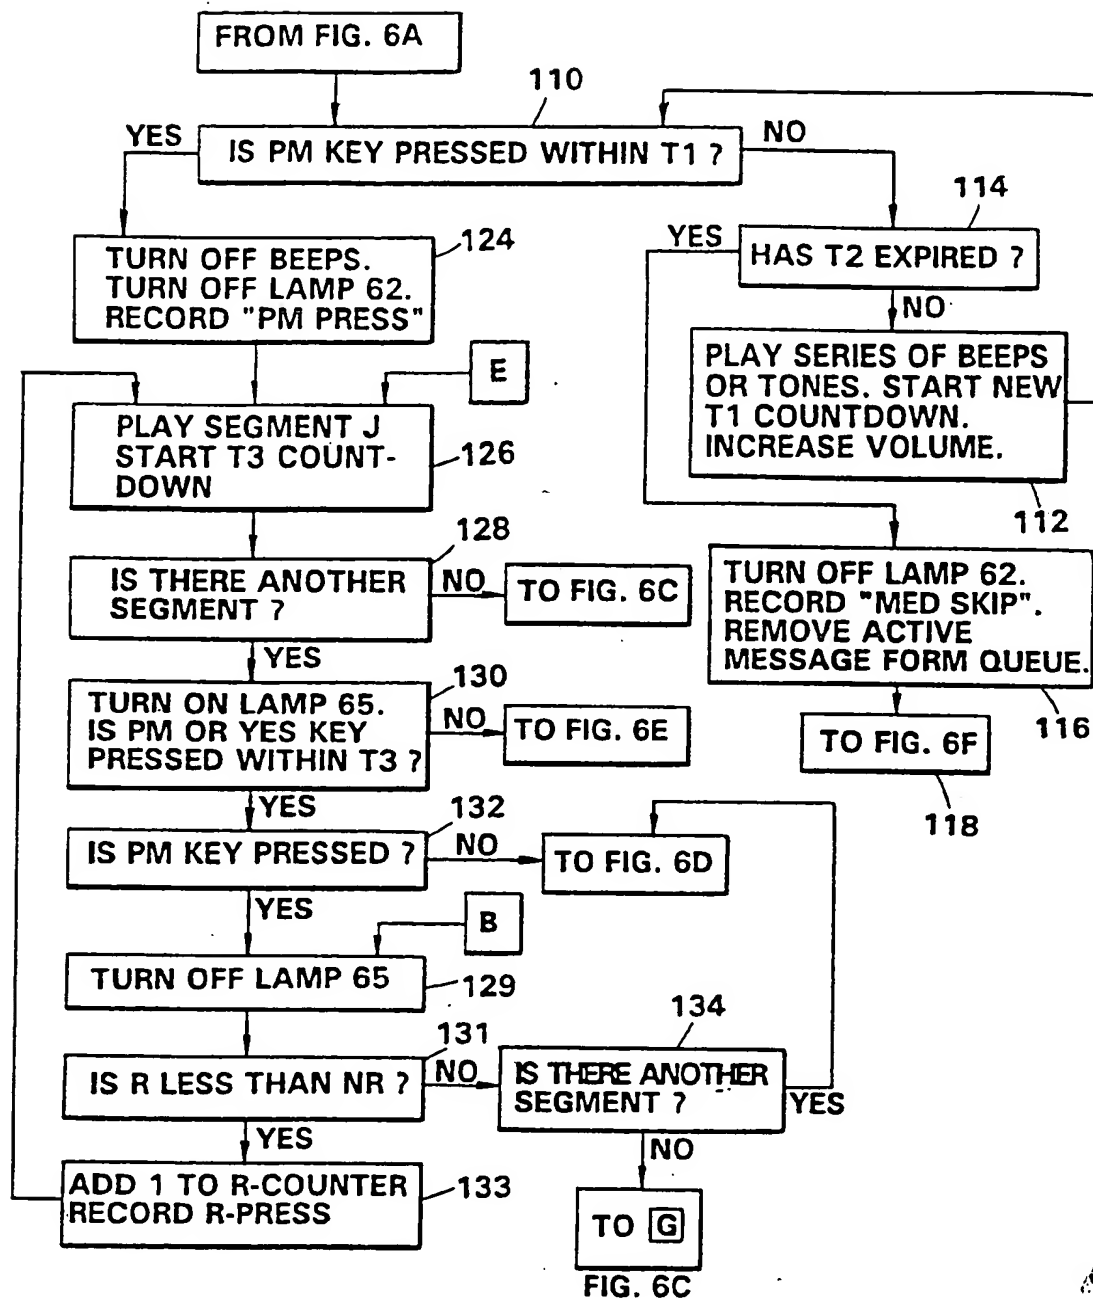 FROM FIG. 6A
110
YES
IS PM KEY PRESSED WITHIN T1 ?
NO
114
124
TURN OFF BEEPS.
TURN OFF LAMP 62.
RECORD "PM PRESS"
YES
HAS T2 EXPIRED ?
NO
E
PLAY SERIES OF BEEPS
OR TONES. START NEW
T1 COUNTDOWN.
INCREASE VOLUME.
112
PLAY SEGMENT J
START T3 COUNT-
DOWN
126
128
IS THERE ANOTHER
SEGMENT ?
NO
TO FIG. 6C
TURN OFF LAMP 62.
RECORD "MED SKIP".
REMOVE ACTIVE
MESSAGE FORM QUEUE.
116
YES
130
TURN ON LAMP 65.
IS PM OR YES KEY
PRESSED WITHIN T3 ?
NO
TO FIG. 6E
TO FIG. 6F
118
YES
132
IS PM KEY PRESSED ?
NO
TO FIG. 6D
YES
B
TURN OFF LAMP 65
129
131
IS R LESS THAN NR ?
NO
134
IS THERE ANOTHER
SEGMENT ?
YES
YES
NO
ADD 1 TO R-COUNTER
RECORD R-PRESS
133
TO G
FIG. 6C